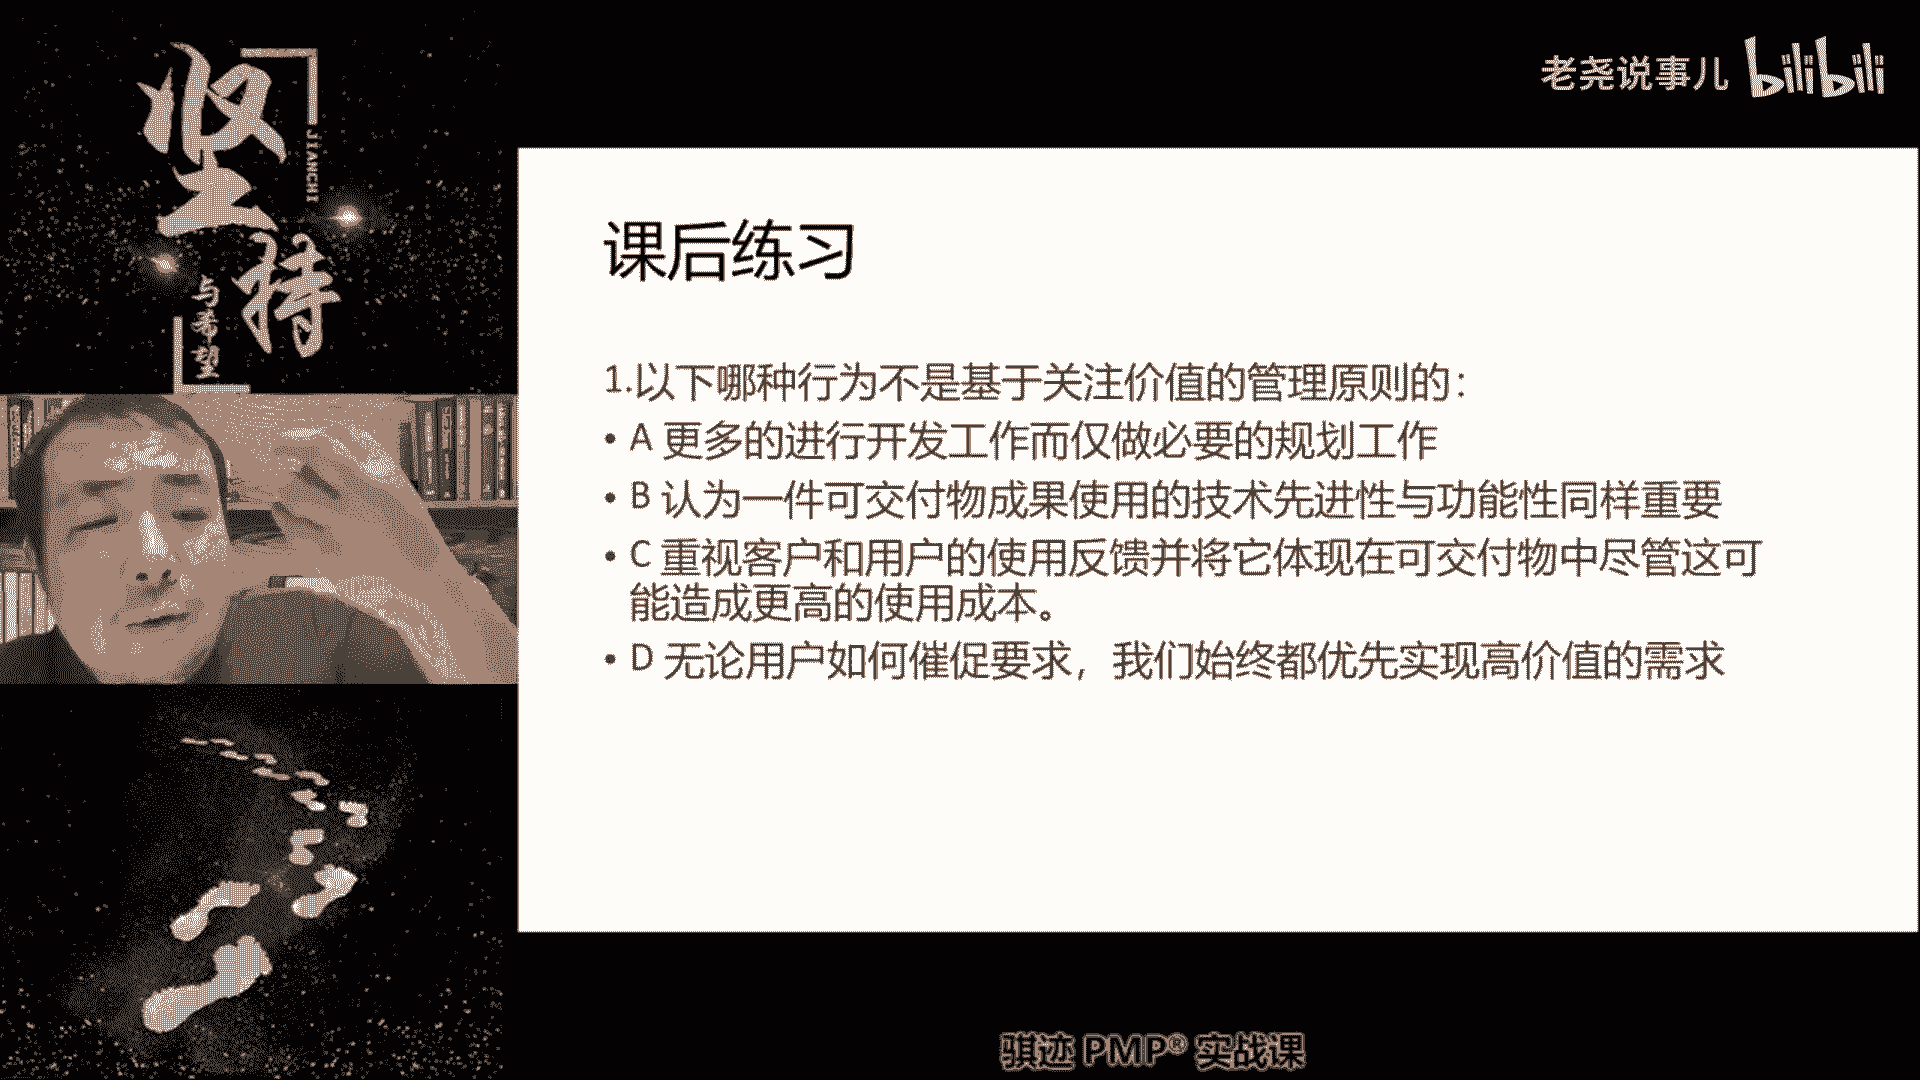 坚持
JIANCHI
与希望
老尧说事儿 bilibili
课后练习
1.以下哪种行为不是基于关注价值的管理原则的：
• A 更多的进行开发工作而仅做必要的规划工作
• B 认为一件可交付物成果使用的技术先进性与功能性同样重要
• C 重视客户和用户的使用反馈并将它体现在可交付物中尽管这可
能造成更高的使用成本。
• D 无论用户如何催促要求，我们始终都优先实现高价值的需求
骐迹 PMP® 实战课